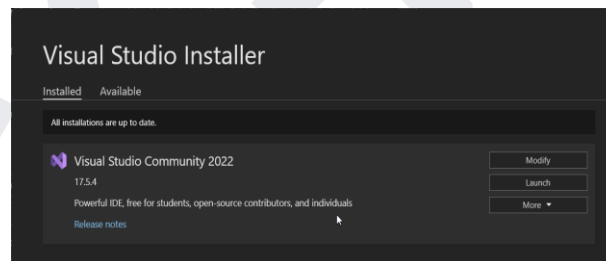 Visual Studio Installer
Installed Available
All installations are up to date.
Visual Studio Community 2022
17.5.4
Powerful IDE, free for students, open-source contributors, and individuals
Release notes
Modify
Launch
More